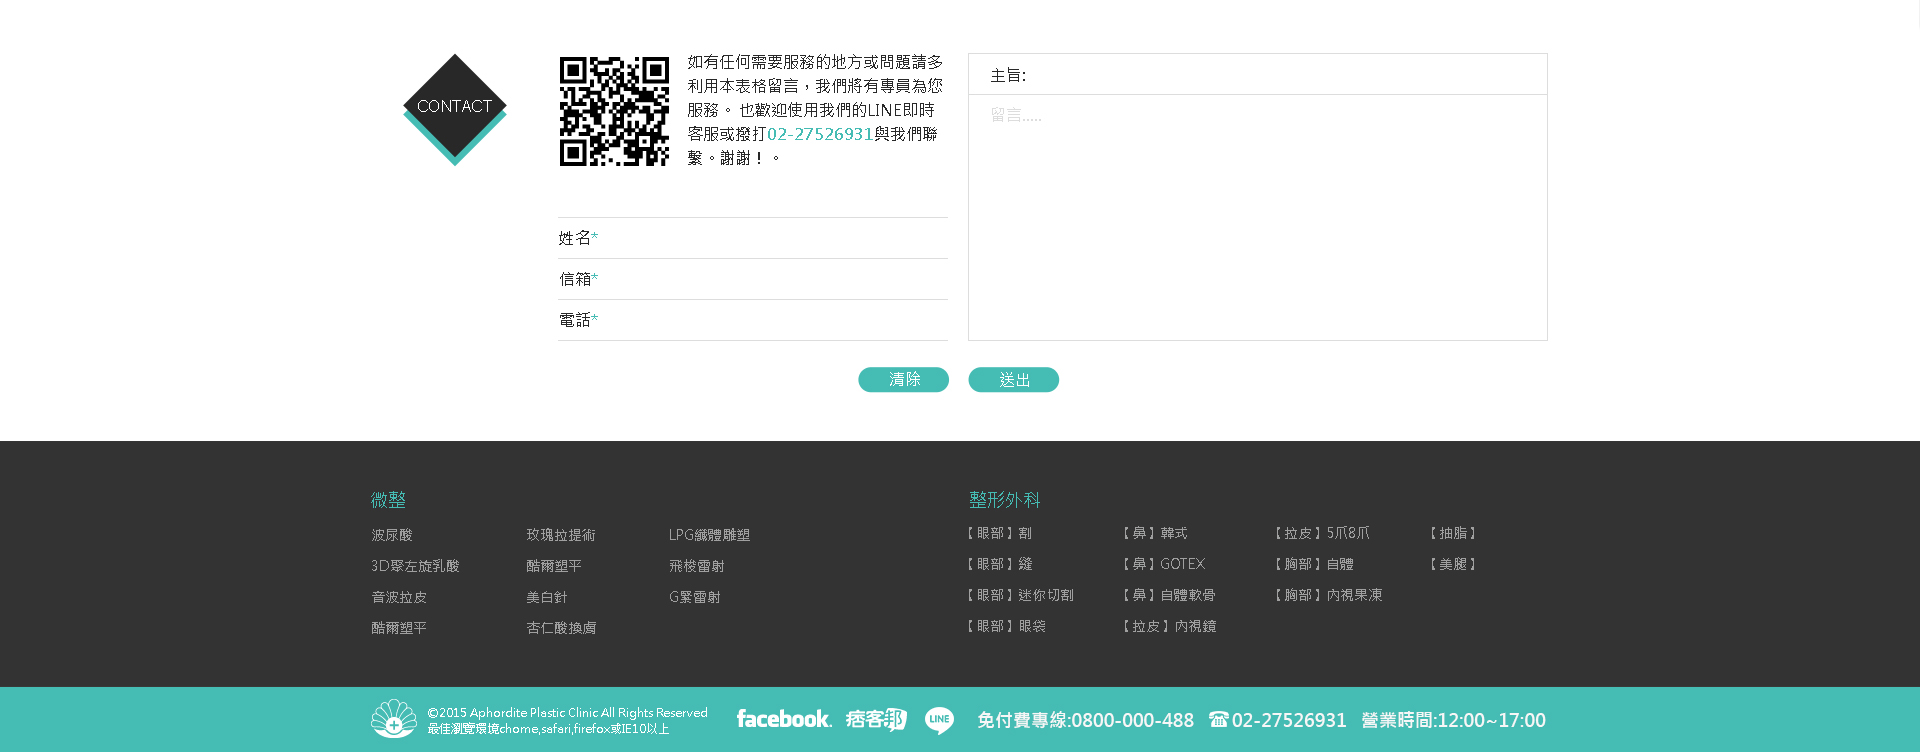 CONTACT
如有任何需要服務的地方或問題請多
利用本表格留言，我們將有專員為您
服務。 也歡迎使用我們的LINE即時
客服或撥打02-27526931與我們聯
繫。謝謝！。
姓名*
信箱*
電話*
主旨:
留言.....
清除
送出
微整
波尿酸 玫瑰拉提術 LPG纖體雕塑
3D聚左旋乳酸 酷爾塑平 飛梭雷射
音波拉皮 美白針 G緊雷射
酷爾塑平 杏仁酸換膚
整形外科
【眼部】割 【鼻】韓式 【拉皮】5爪8爪 【抽脂】
【眼部】縫 【鼻】GOTEX 【胸部】自體 【美腿】
【眼部】迷你切割 【鼻】自體軟骨 【胸部】內視果凍
【眼部】眼袋 【拉皮】內視鏡
©2015 Aphordite Plastic Clinic All Rights Reserved
最佳瀏覽環境chome,safari,firefox或IE10以上
facebook. 痞客邦 LINE 免付費專線:0800-000-488 ☎02-27526931 營業時間:12:00~17:00